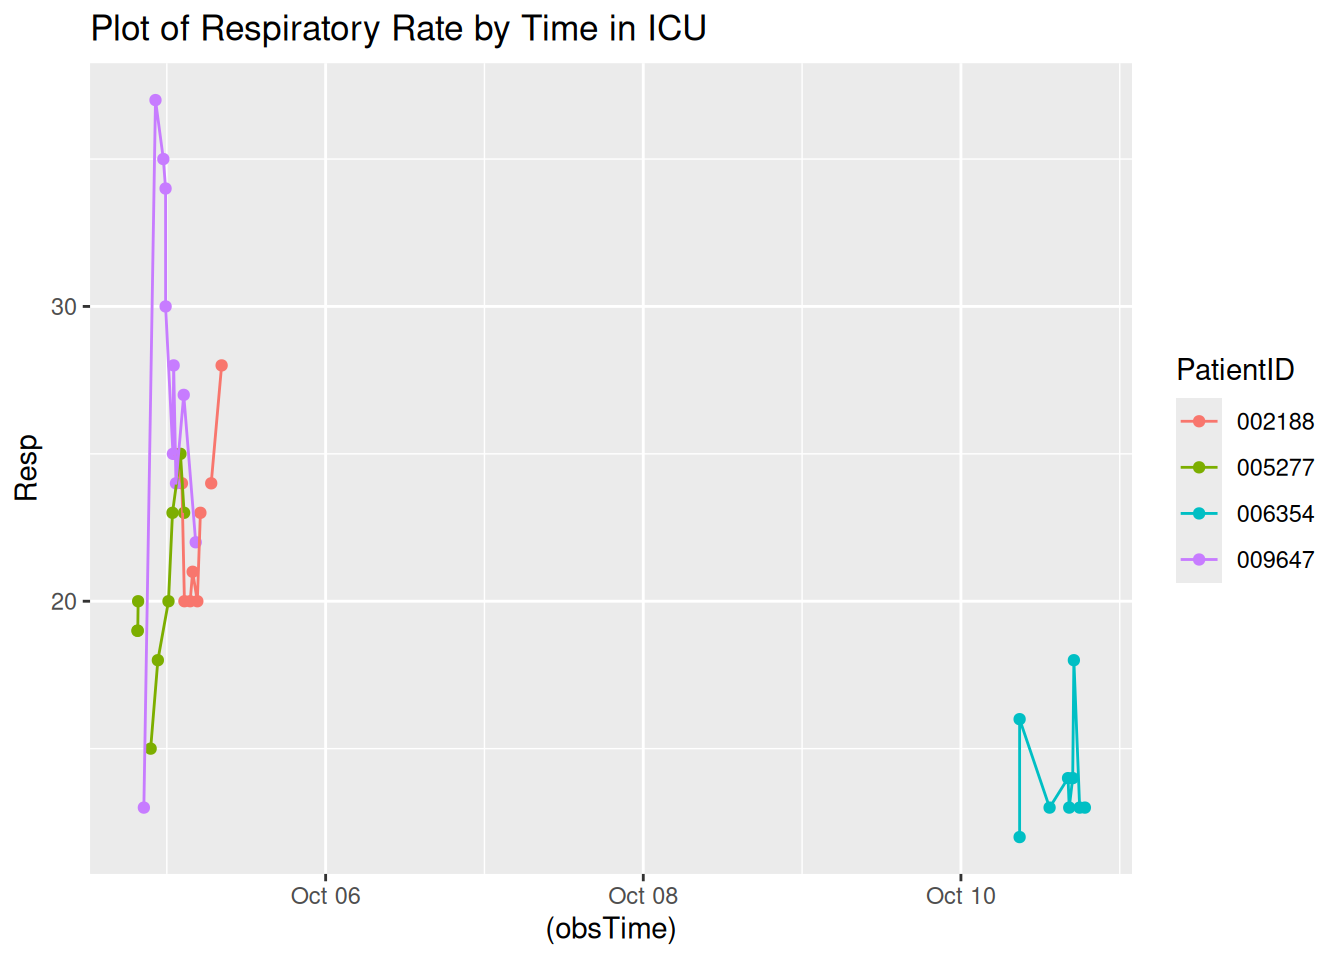 Plot of Respiratory Rate by Time in ICU
Resp
30
20
Oct 06
Oct 08
Oct 10
(obsTime)
PatientID
002188
005277
006354
009647